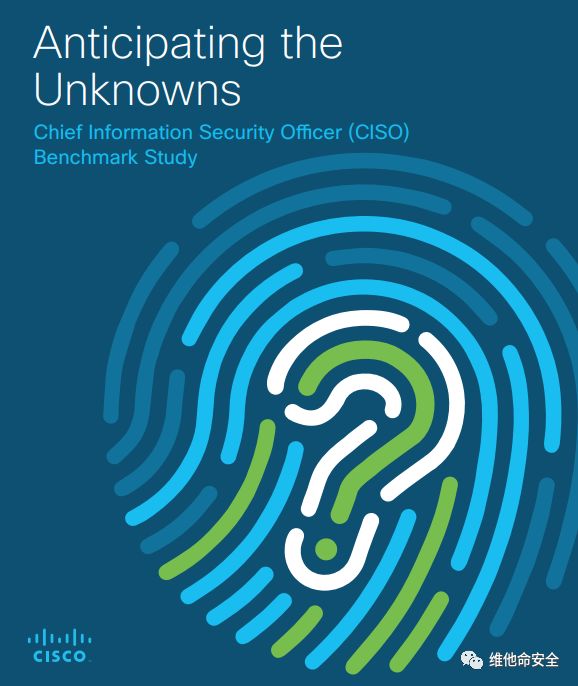 Anticipating the
Unknowns
Chief Information Security Officer (CISO)
Benchmark Study
CISCO
维他命安全